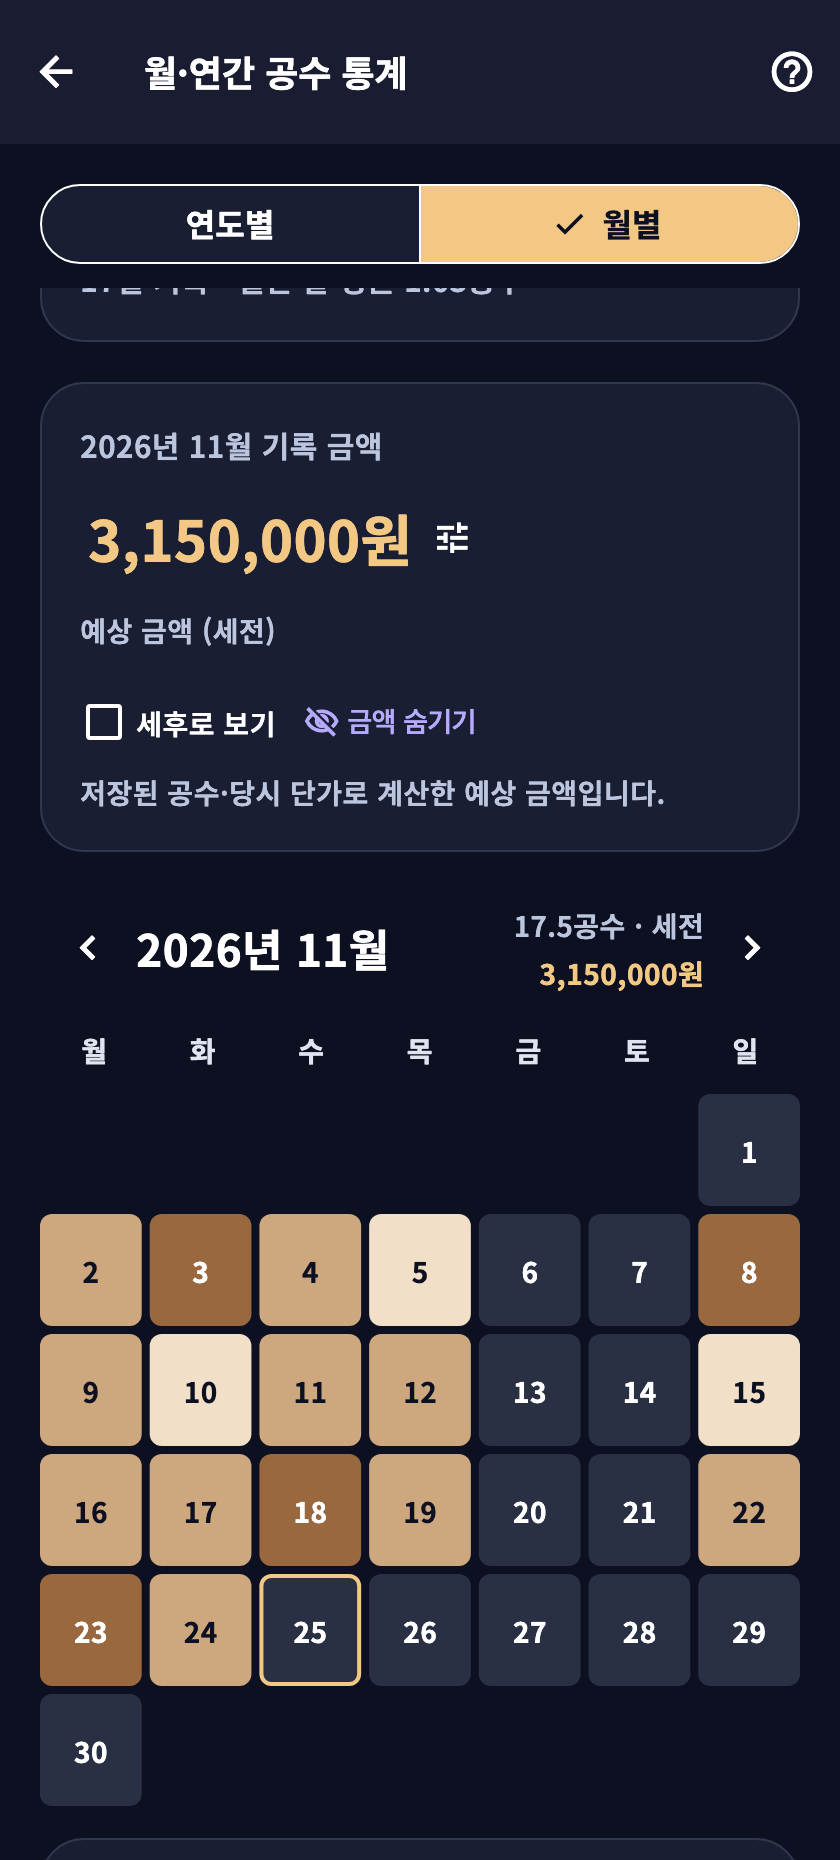 월·연간 공수 통계
연도별
월별
2026년 11월 기록 금액
3,150,000원
예상 금액 (세전)
세후로 보기 금액 숨기기
저장된 공수·당시 단가로 계산한 예상 금액입니다.
2026년 11월
17.5공수 · 세전
3,150,000원
월 화 수 목 금 토 일
1
2 3 4 5 6 7 8
9 10 11 12 13 14 15
16 17 18 19 20 21 22
23 24 25 26 27 28 29
30